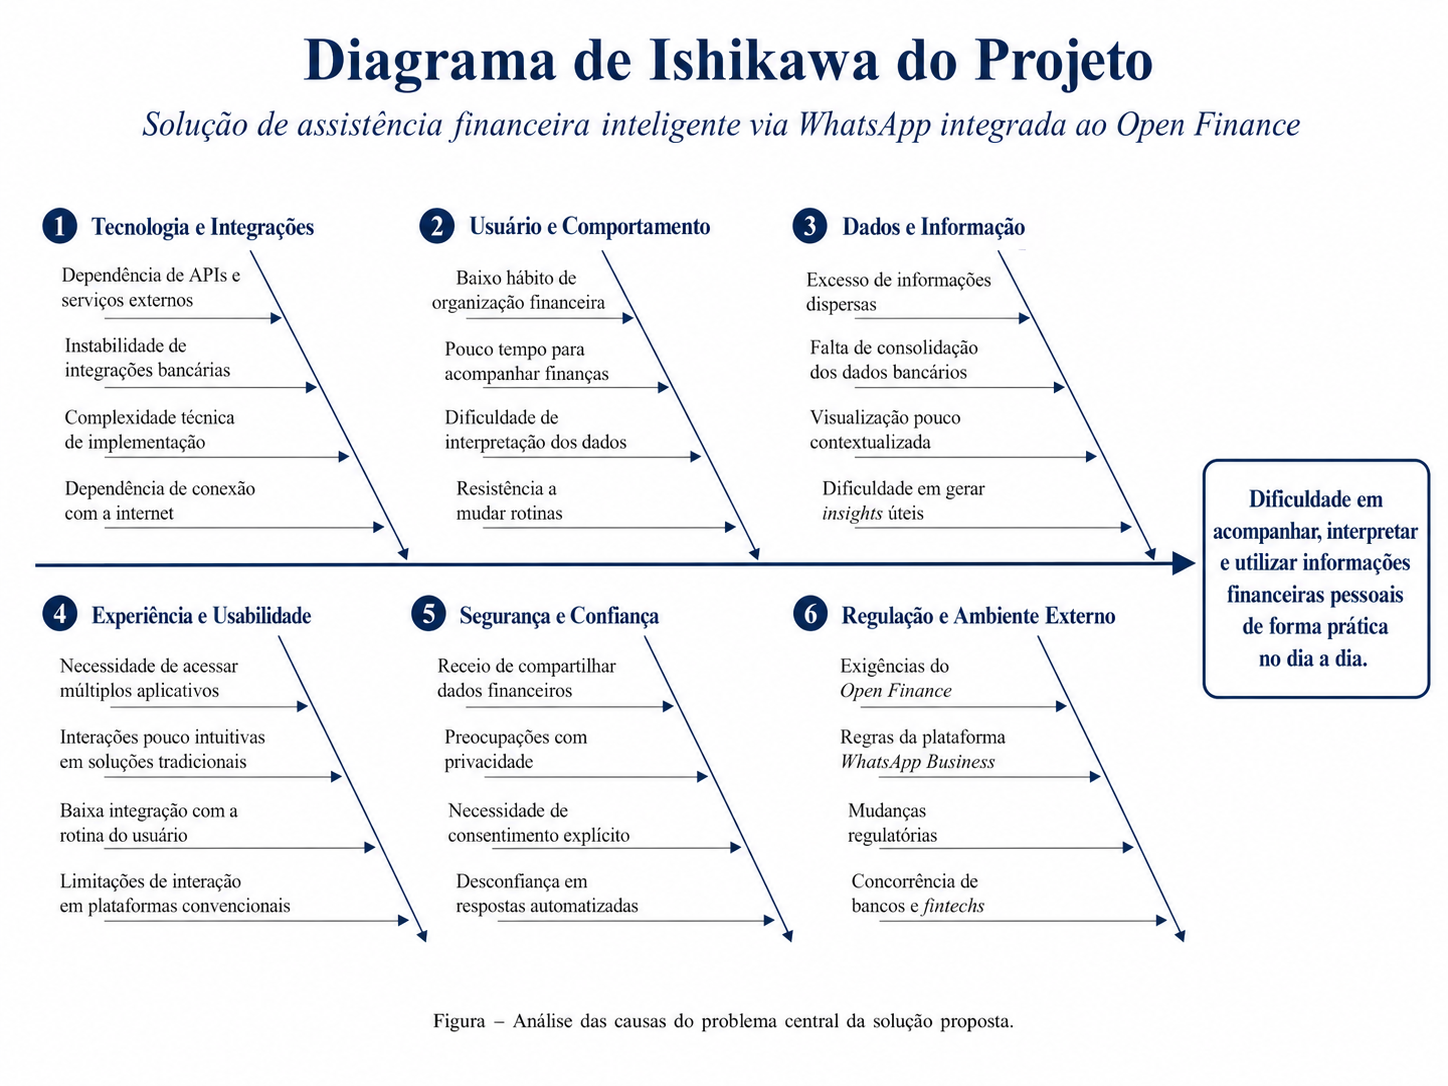 Diagrama de Ishikawa do Projeto
Solução de assistência financeira inteligente via WhatsApp integrada ao Open Finance
1 Tecnologia e Integrações
Dependência de APIs e
serviços externos
Instabilidade de
integrações bancárias
Complexidade técnica
de implementação
Dependência de conexão
com a internet
2 Usuário e Comportamento
Baixo hábito de
organização financeira
Pouco tempo para
acompanhar finanças
Dificuldade de
interpretação dos dados
Resistência a
mudar rotinas
3 Dados e Informação
Excesso de informações
dispersas
Falta de consolidação
dos dados bancários
Visualização pouco
contextualizada
Dificuldade em gerar
insights úteis
Dificuldade em
acompanhar, interpretar
e utilizar informações
financeiras pessoais
de forma prática
no dia a dia.
4 Experiência e Usabilidade
Necessidade de acessar
múltiplos aplicativos
Interações pouco intuitivas
em soluções tradicionais
Baixa integração com a
rotina do usuário
Limitações de interação
em plataformas convencionais
5 Segurança e Confiança
Receio de compartilhar
dados financeiros
Preocupações com
privacidade
Necessidade de
consentimento explícito
Desconfiança em
respostas automatizadas
6 Regulação e Ambiente Externo
Exigências do
Open Finance
Regras da plataforma
WhatsApp Business
Mudanças
regulatórias
Concorrência de
bancos e fintechs
Figura – Análise das causas do problema central da solução proposta.